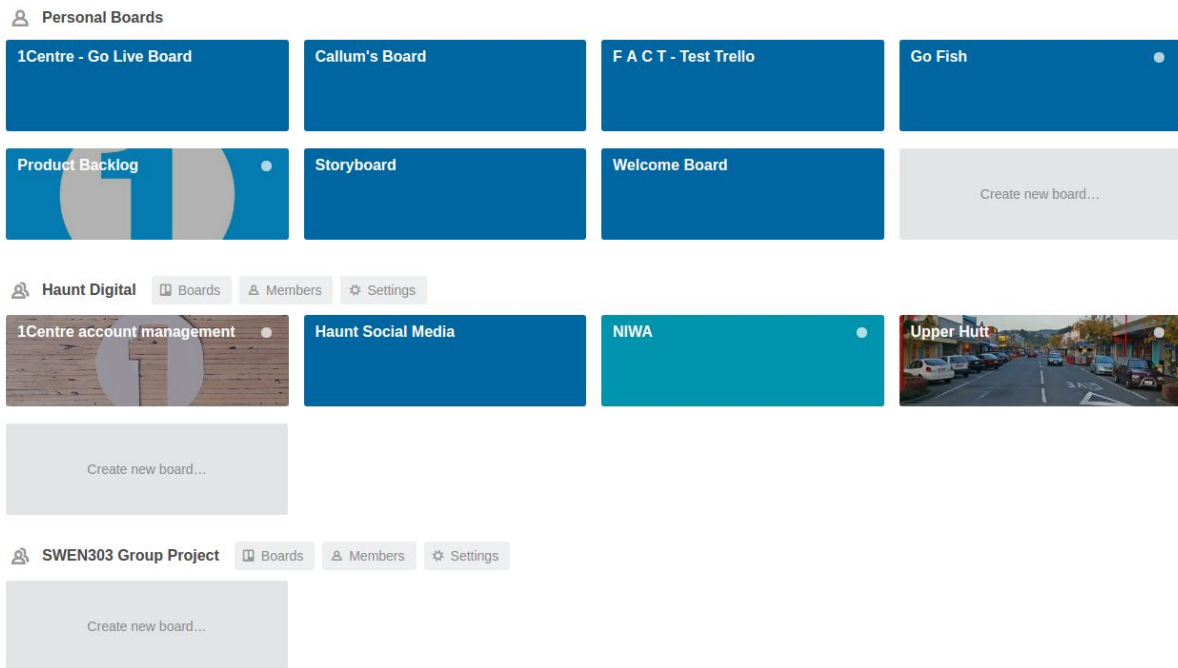 Personal Boards
1Centre - Go Live Board
Callum's Board
F A C T - Test Trello
Go Fish
Product Backlog
Storyboard
Welcome Board
Create new board…
Haunt Digital
Boards
Members
Settings
1Centre account management
Haunt Social Media
NIWA
Upper Hutt
Create new board…
SWEN303 Group Project
Boards
Members
Settings
Create new board…